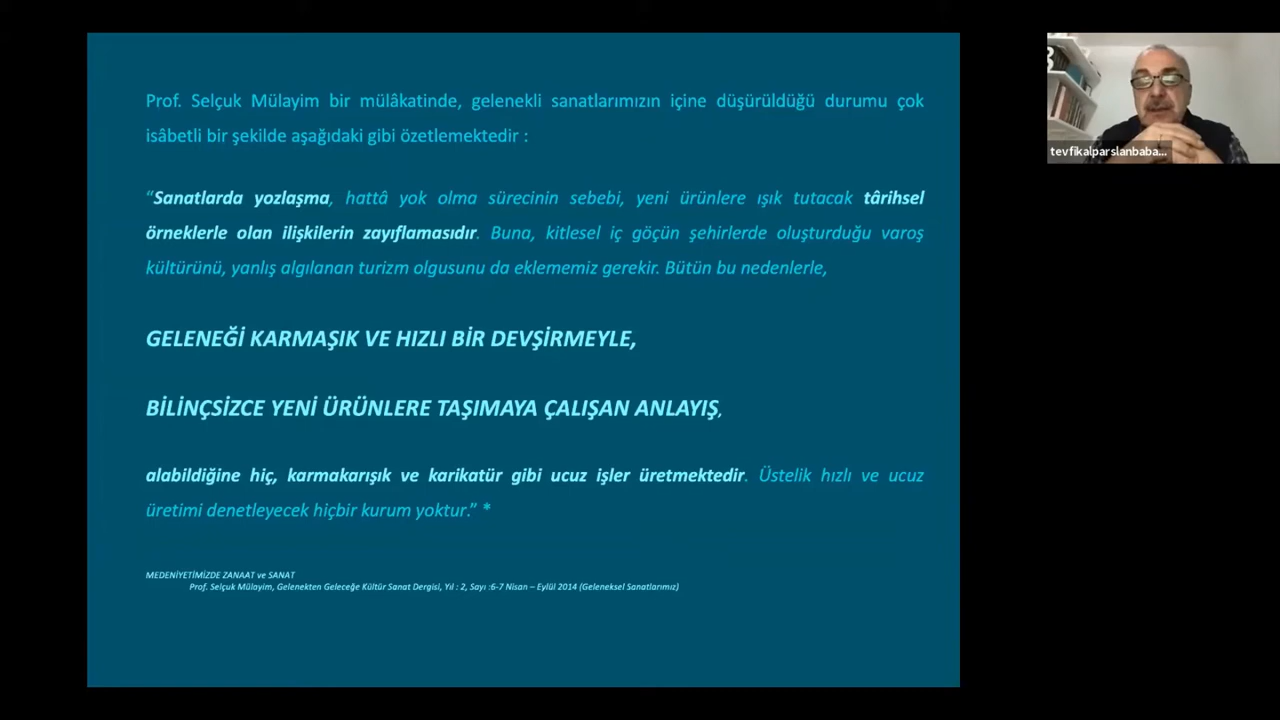 Prof. Selçuk Mülayim bir mülâkatinde, gelenekli sanatlarımızın içine düşürüldüğü durumu çok
isâbetli bir şekilde aşağıdaki gibi özetlemektedir :
“Sanatlarda yozlaşma, hattâ yok olma sürecinin sebebi, yeni ürünlere ışık tutacak târihsel
örneklerle olan ilişkilerin zayıflamasıdır. Buna, kitlesel iç göçün şehirlerde oluşturduğu varoş
kültürünü, yanlış algılanan turizm olgusunu da eklememiz gerekir. Bütün bu nedenlerle,
GELENEĞİ KARMAŞIK VE HIZLI BİR DEVŞİRMEYLE,
BİLİNÇSİZCE YENİ ÜRÜNLERE TAŞIMAYA ÇALIŞAN ANLAYIŞ,
alabildiğine hiç, karmakarışık ve karikatür gibi ucuz işler üretmektedir. Üstelik hızlı ve ucuz
üretimi denetleyecek hiçbir kurum yoktur.” *
MEDENİYETİMİZDE ZANAAT ve SANAT
Prof. Selçuk Mülayim, Gelenekten Geleceğe Kültür Sanat Dergisi, Yıl : 2, Sayı :6-7 Nisan – Eylül 2014 (Geleneksel Sanatlarımız)
tevfikalparslanbaba...